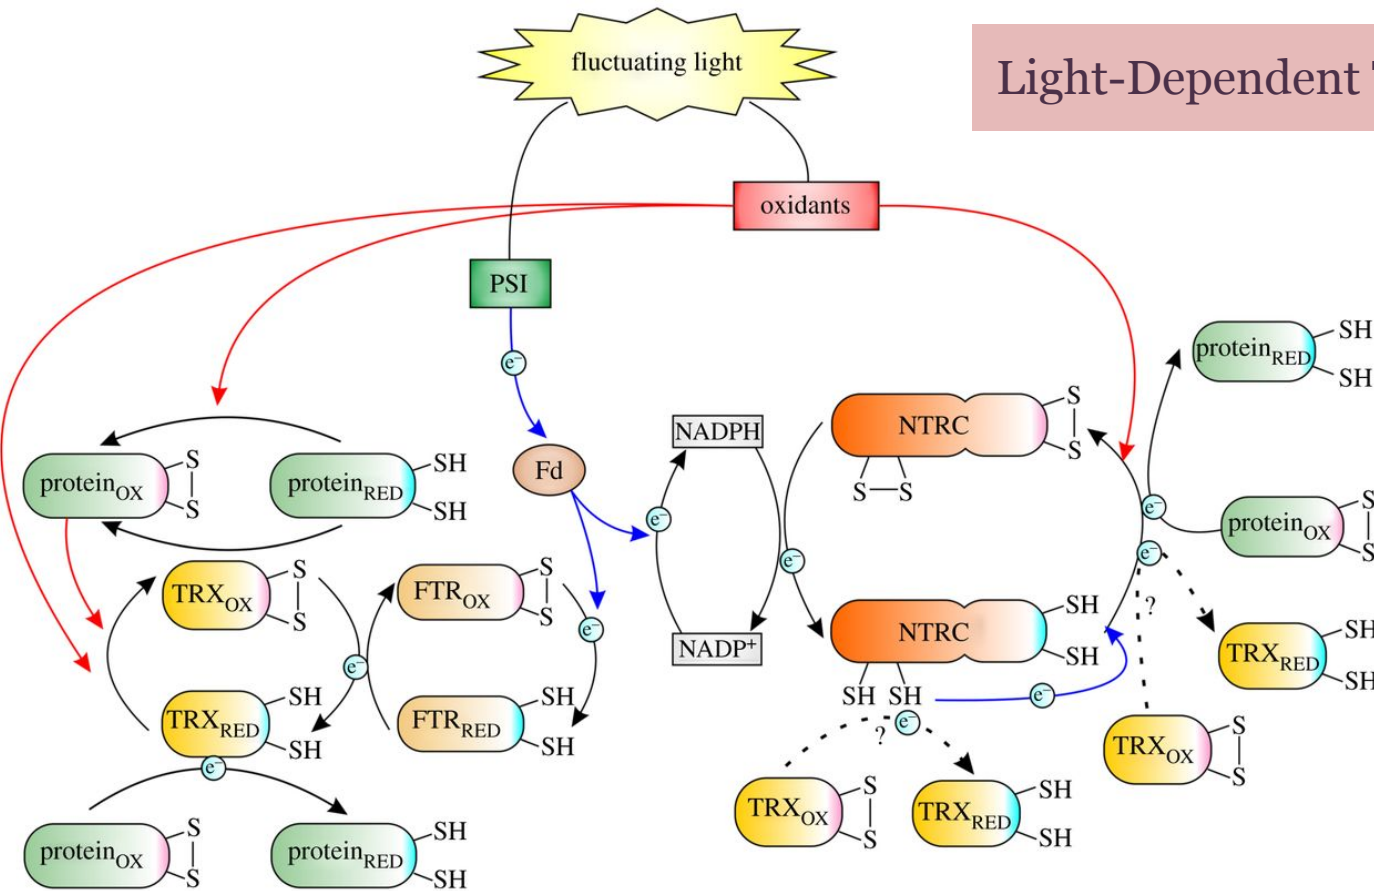 fluctuating light
Light-Dependent
oxidants
PSI
e⁻
Fd
NADPH
e⁻
NADP⁺
e⁻
NTRC
S
S
S—S
NTRC
SH
SH
SH SH
e⁻
e⁻
?
protein_RED
SH
SH
e⁻
protein_OX
S
S
e⁻
?
TRX_RED
SH
SH
TRX_OX
S
S
TRX_OX
S
S
TRX_RED
SH
SH
protein_OX
S
S
protein_RED
SH
SH
TRX_OX
S
S
FTR_OX
S
S
e⁻
e⁻
TRX_RED
SH
SH
FTR_RED
SH
SH
e⁻
protein_OX
S
S
protein_RED
SH
SH